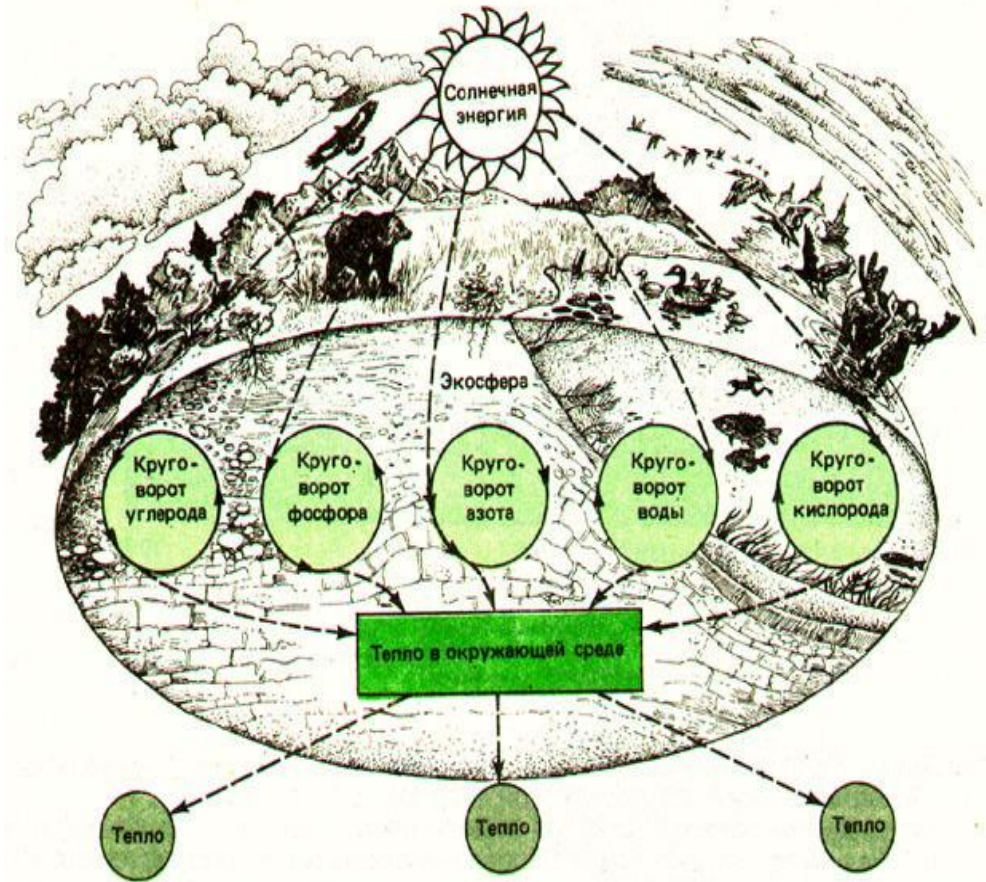 Солнечная
энергия
Экосфера
Круго-
ворот
углерода
Круго-
ворот
фосфора
Круго-
ворот
азота
Круго-
ворот
воды
Круго-
ворот
кислорода
Тепло в окружающей среде
Тепло
Тепло
Тепло